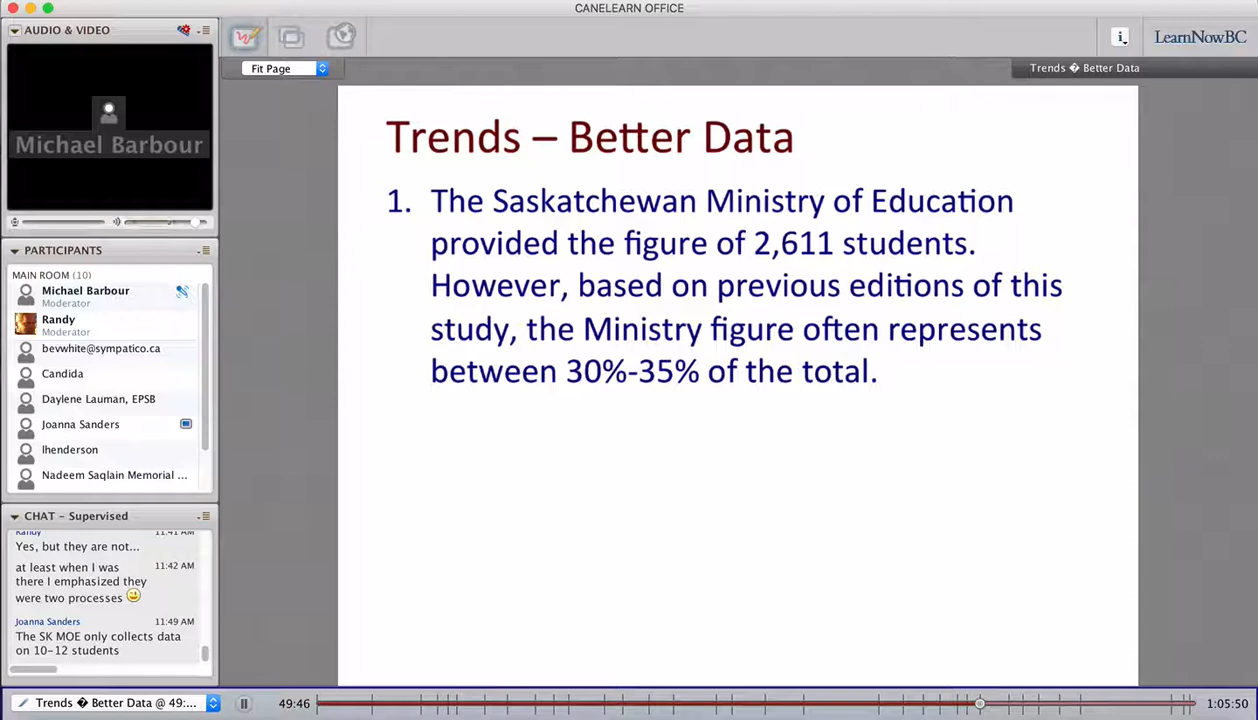 CANELEARN OFFICE
AUDIO & VIDEO
LearnNowBC
Fit Page
Trends � Better Data
Michael Barbour
PARTICIPANTS
MAIN ROOM (10)
Michael Barbour
Moderator
Randy
Moderator
bevwhite@sympatico.ca
Candida
Daylene Lauman, EPSB
Joanna Sanders
lhenderson
Nadeem Saqlain Memorial ...
CHAT – Supervised
Randy 11:41 AM
Yes, but they are not...
at least when I was 11:42 AM
there I emphasized they
were two processes
Joanna Sanders 11:49 AM
The SK MOE only collects data
on 10-12 students
Trends – Better Data
1. The Saskatchewan Ministry of Education
provided the figure of 2,611 students.
However, based on previous editions of this
study, the Ministry figure often represents
between 30%-35% of the total.
Trends � Better Data @ 49:...
49:46
1:05:50